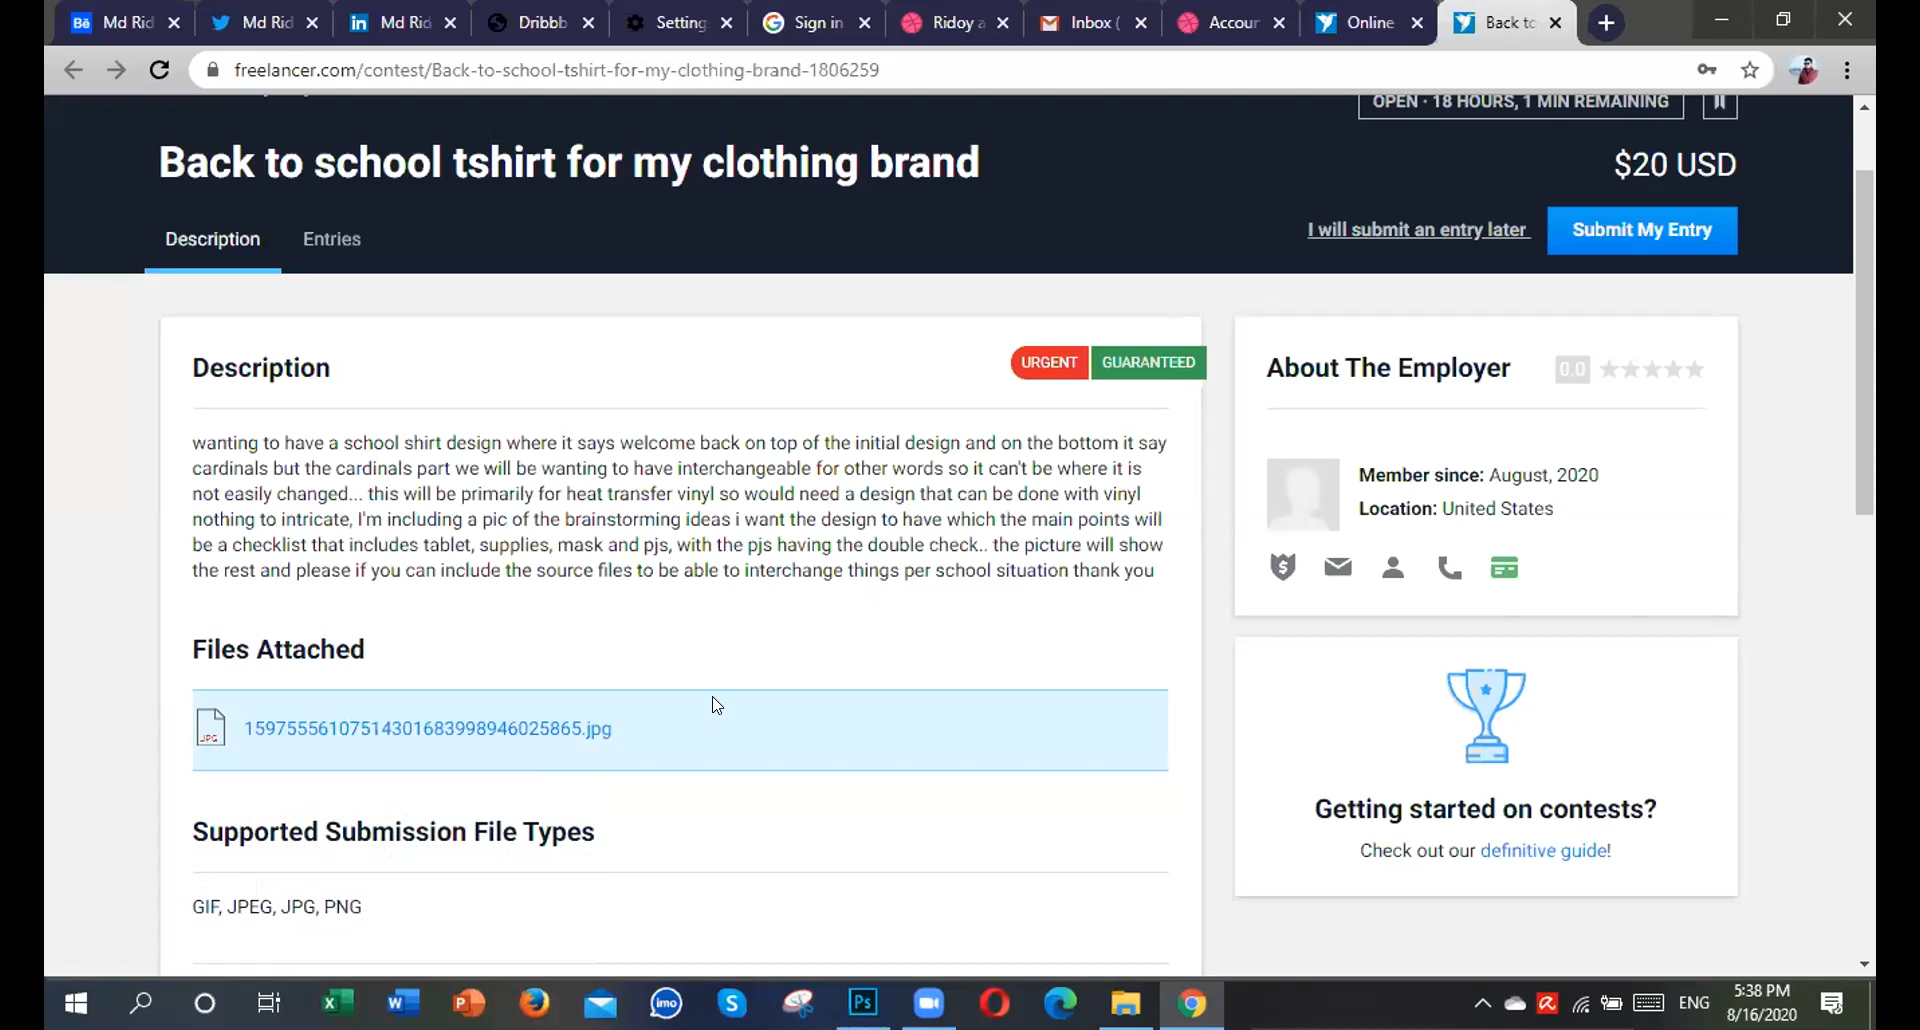 Md Rid
Md Rid
Md Rid
Dribbb
Setting
Sign in
Ridoy a
Inbox (
Accour
Online
Back to
freelancer.com/contest/Back-to-school-tshirt-for-my-clothing-brand-1806259
OPEN · 18 HOURS, 1 MIN REMAINING
Back to school tshirt for my clothing brand
$20 USD
Description
Entries
I will submit an entry later
Submit My Entry
Description
URGENT
GUARANTEED
wanting to have a school shirt design where it says welcome back on top of the initial design and on the bottom it say
cardinals but the cardinals part we will be wanting to have interchangeable for other words so it can't be where it is
not easily changed... this will be primarily for heat transfer vinyl so would need a design that can be done with vinyl
nothing to intricate, I'm including a pic of the brainstorming ideas i want the design to have which the main points will
be a checklist that includes tablet, supplies, mask and pjs, with the pjs having the double check.. the picture will show
the rest and please if you can include the source files to be able to interchange things per school situation thank you
Files Attached
JPG
15975556107514301683998946025865.jpg
Supported Submission File Types
GIF, JPEG, JPG, PNG
About The Employer
0.0
Member since: August, 2020
Location: United States
Getting started on contests?
Check out our definitive guide!
imo
Ps
ENG
5:38 PM
8/16/2020